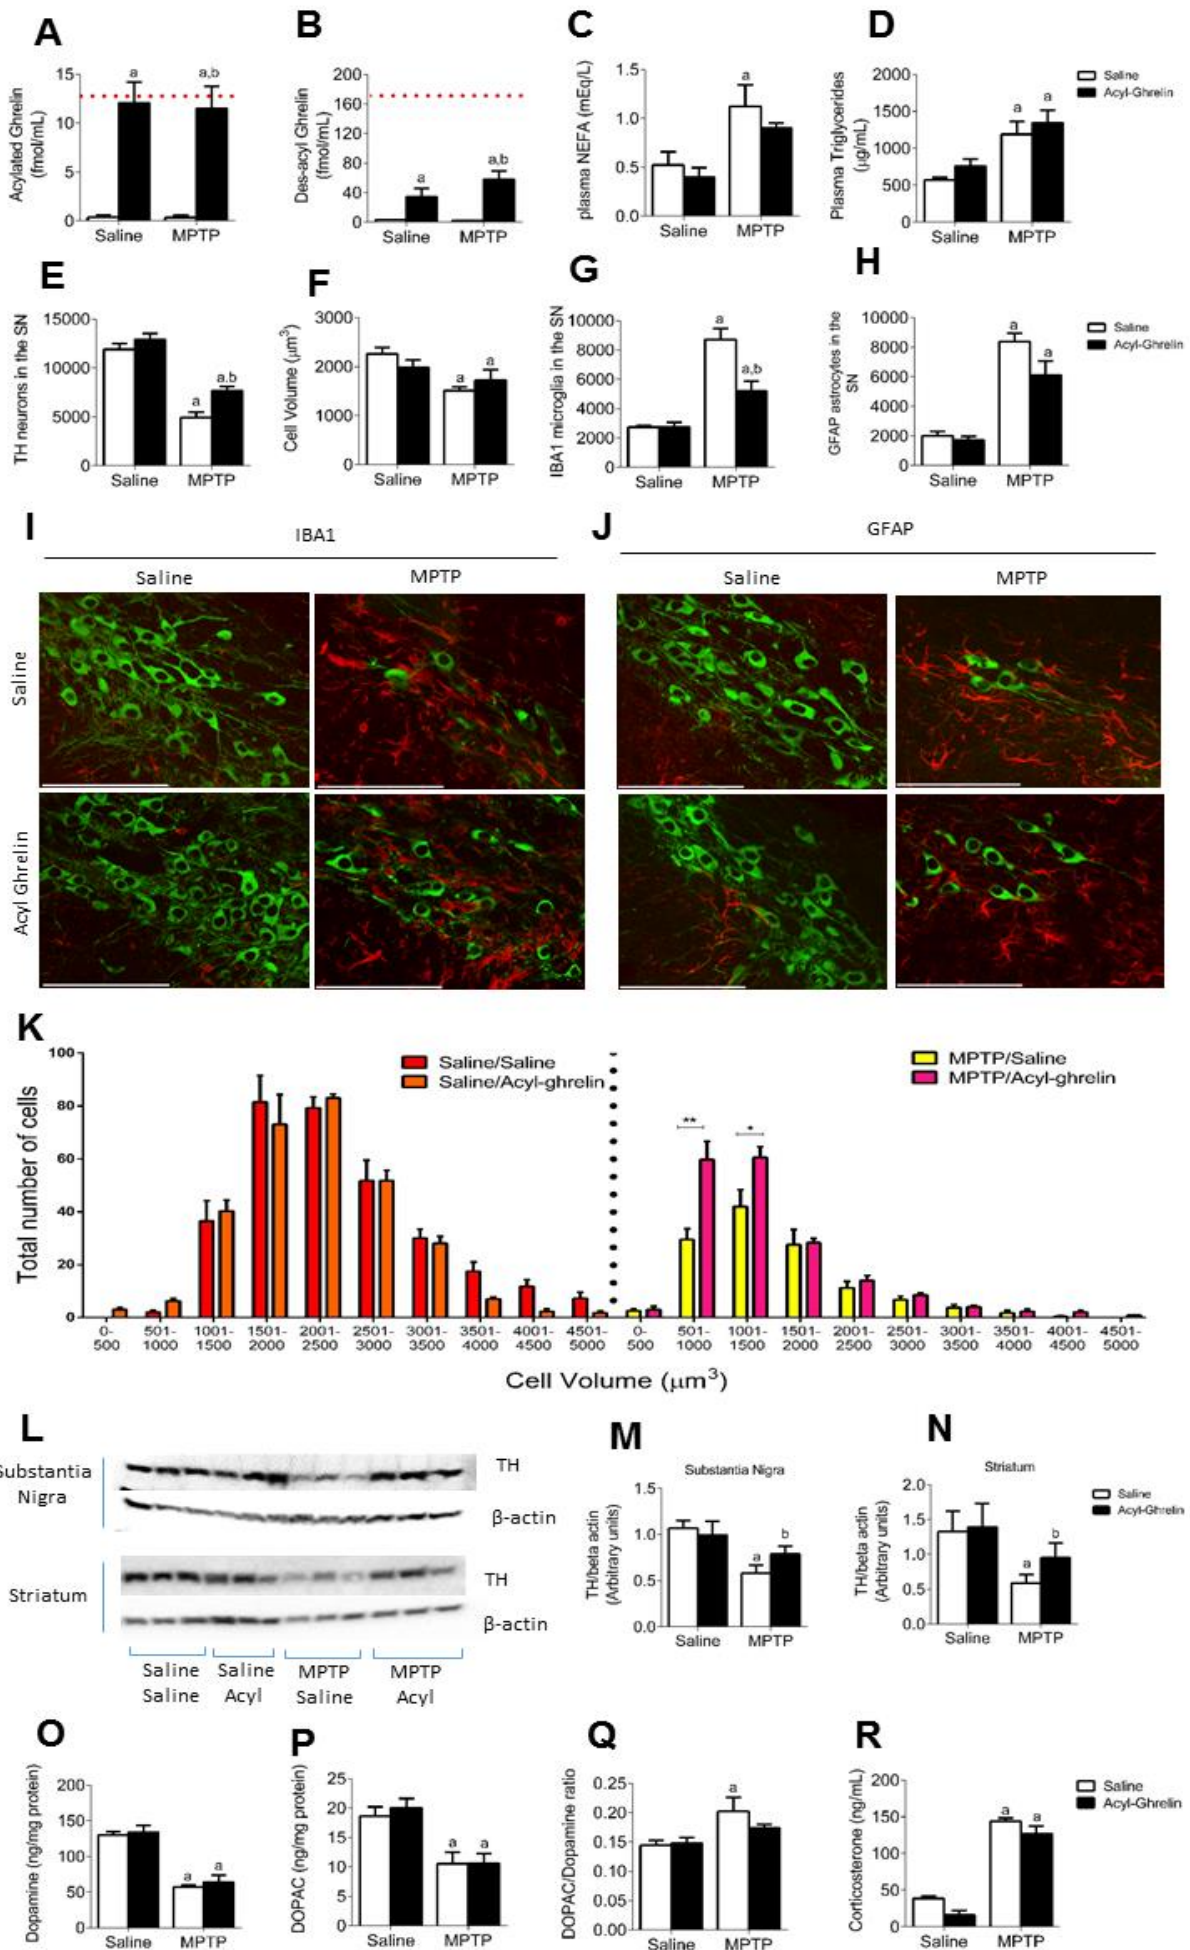 A
Acylated Ghrelin
(fmol/mL)
15
10
5
0
a
a,b
Saline
MPTP
B
Des-acyl Ghrelin
(fmol/mL)
200
160
120
80
40
0
a
a,b
Saline
MPTP
C
plasma NEFA (mEq/L)
1.5
1.0
0.5
0.0
a
Saline
MPTP
D
Plasma Triglycerides
(µg/mL)
2000
1500
1000
500
0
a
a
Saline
MPTP
Saline
Acyl-Ghrelin
E
TH neurons in the SN
15000
10000
5000
0
a
a,b
Saline
MPTP
F
Cell Volume (µm³)
3000
2000
1000
0
a
a
Saline
MPTP
G
IBA1 microglia in the SN
10000
8000
6000
4000
2000
0
a
a,b
Saline
MPTP
H
GFAP astrocytes in the
SN
10000
8000
6000
4000
2000
0
a
a
Saline
MPTP
Saline
Acyl-Ghrelin
I
IBA1
Saline
MPTP
J
GFAP
Saline
MPTP
Saline
Acyl Ghrelin
K
Total number of cells
100
80
60
40
20
0
Saline/Saline
Saline/Acyl-ghrelin
MPTP/Saline
MPTP/Acyl-ghrelin
**
*
0-
500
501-
1000
1001-
1500
1501-
2000
2001-
2500
2501-
3000
3001-
3500
3501-
4000
4001-
4500
4501-
5000
0-
500
501-
1000
1001-
1500
1501-
2000
2001-
2500
2501-
3000
3001-
3500
3501-
4000
4001-
4500
4501-
5000
Cell Volume (µm³)
L
Substantia
Nigra
TH
β-actin
Striatum
TH
β-actin
Saline
Saline
Saline
Acyl
MPTP
Saline
MPTP
Acyl
M
Substantia Nigra
TH/beta actin
(Arbitrary units)
1.5
1.0
0.5
0.0
a
b
Saline
MPTP
N
Striatum
TH/beta actin
(Arbitrary units)
2.0
1.5
1.0
0.5
0.0
a
b
Saline
MPTP
Saline
Acyl-Ghrelin
O
Dopamine (ng/mg protein)
200
150
100
50
0
a
a
Saline
MPTP
P
DOPAC (ng/mg protein)
25
20
15
10
5
0
a
a
Saline
MPTP
Q
DOPAC/Dopamine ratio
0.25
0.20
0.15
0.10
0.05
0.00
a
Saline
MPTP
R
Corticosterone (ng/mL)
200
150
100
50
0
a
a
Saline
MPTP
Saline
Acyl-Ghrelin